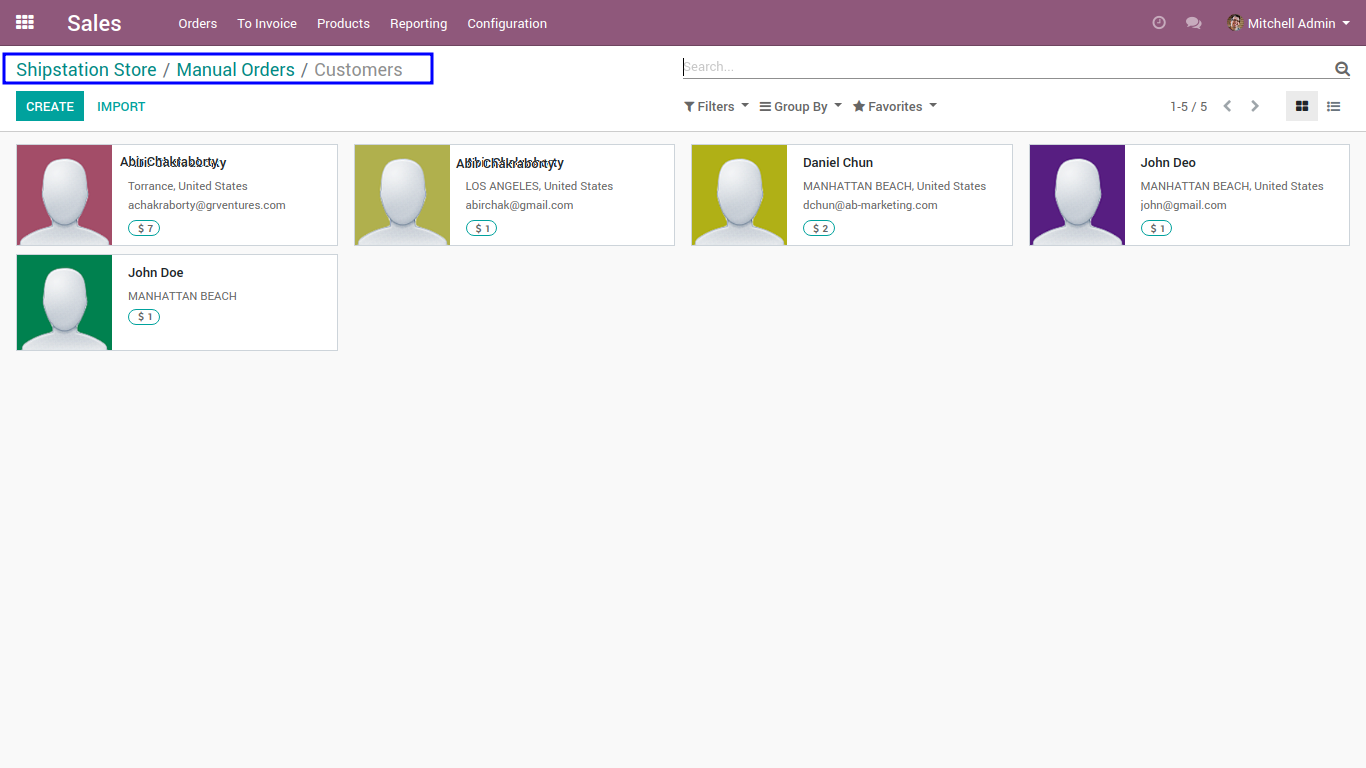 Sales Orders To Invoice Products Reporting Configuration Mitchell Admin
Shipstation Store / Manual Orders / Customers
Search...
CREATE IMPORT
Filters Group By Favorites 1-5 / 5
Abir Chakraborty
Torrance, United States
achakraborty@grventures.com
$ 7
Abir Chakraborty
LOS ANGELES, United States
abirchak@gmail.com
$ 1
Daniel Chun
MANHATTAN BEACH, United States
dchun@ab-marketing.com
$ 2
John Deo
MANHATTAN BEACH, United States
john@gmail.com
$ 1
John Doe
MANHATTAN BEACH
$ 1